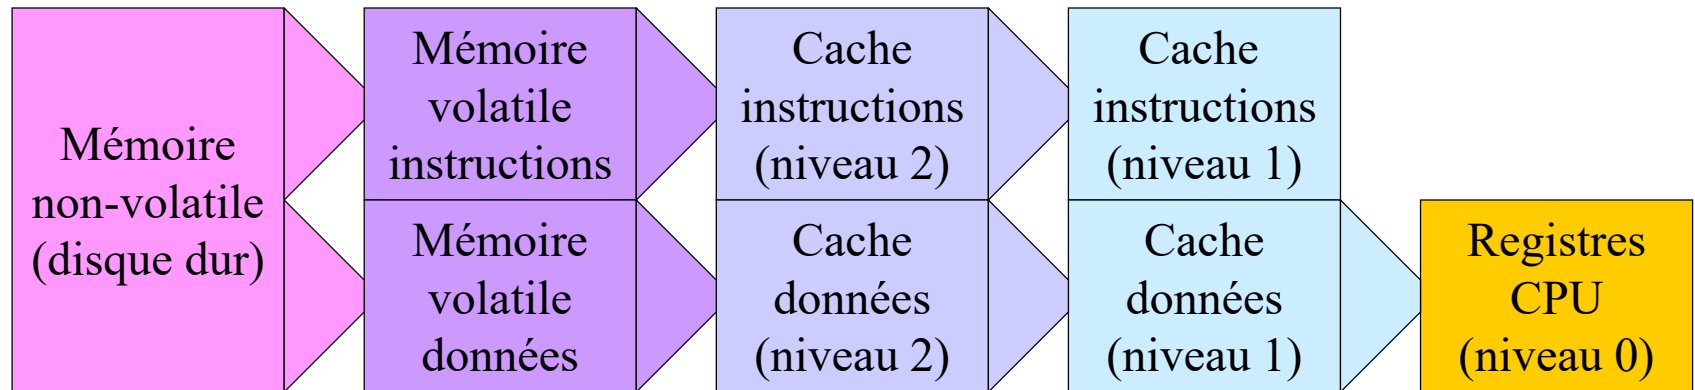 Mémoire
non-volatile
(disque dur)
Mémoire
volatile
instructions
Mémoire
volatile
données
Cache
instructions
(niveau 2)
Cache
données
(niveau 2)
Cache
instructions
(niveau 1)
Cache
données
(niveau 1)
Registres
CPU
(niveau 0)